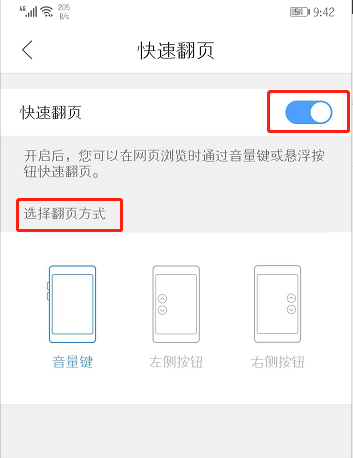 4G 205 B/s 54 9:42
快速翻页
快速翻页
开启后，您可以在网页浏览时通过音量键或悬浮按
钮快速翻页。
选择翻页方式
音量键 左侧按钮 右侧按钮